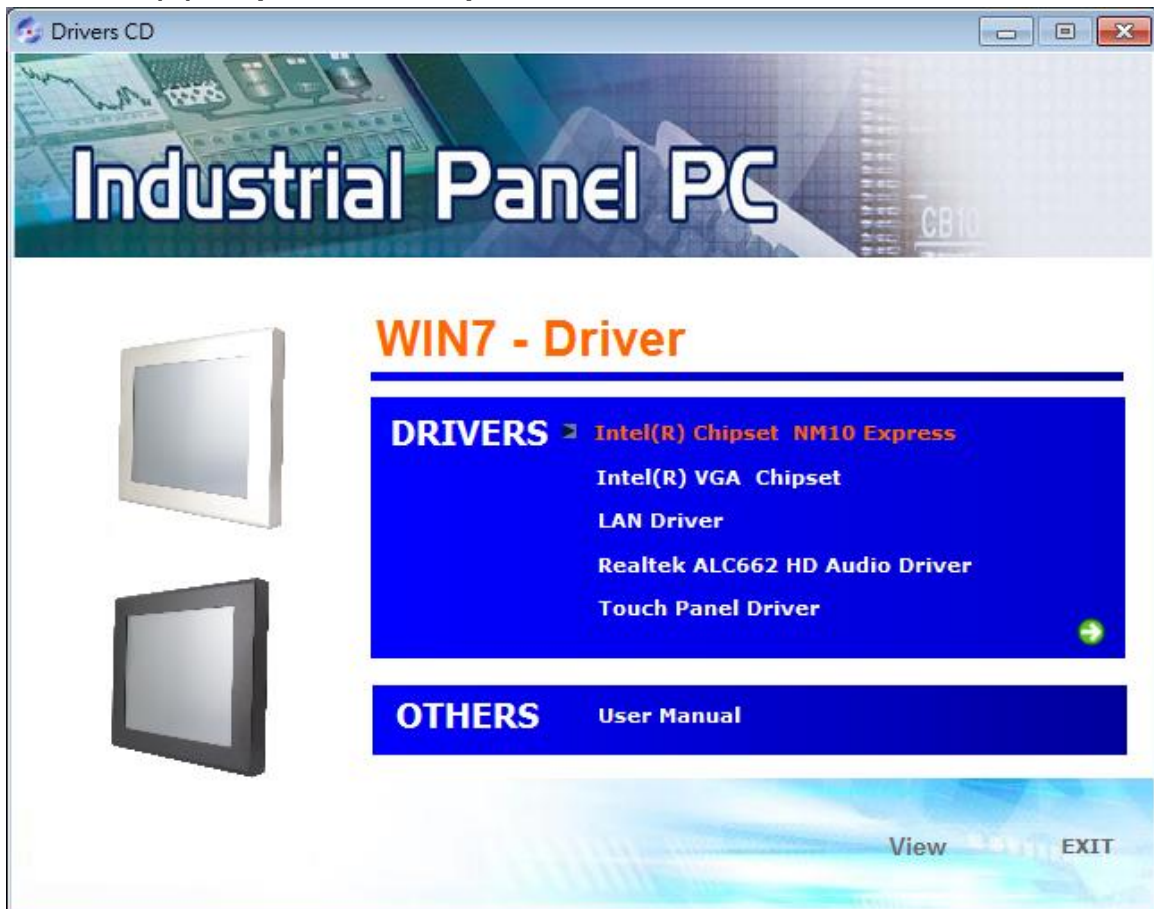 Drivers CD
Industrial Panel PC
CB10
WIN7 - Driver
DRIVERS Intel(R) Chipset NM10 Express
Intel(R) VGA Chipset
LAN Driver
Realtek ALC662 HD Audio Driver
Touch Panel Driver
OTHERS User Manual
View EXIT